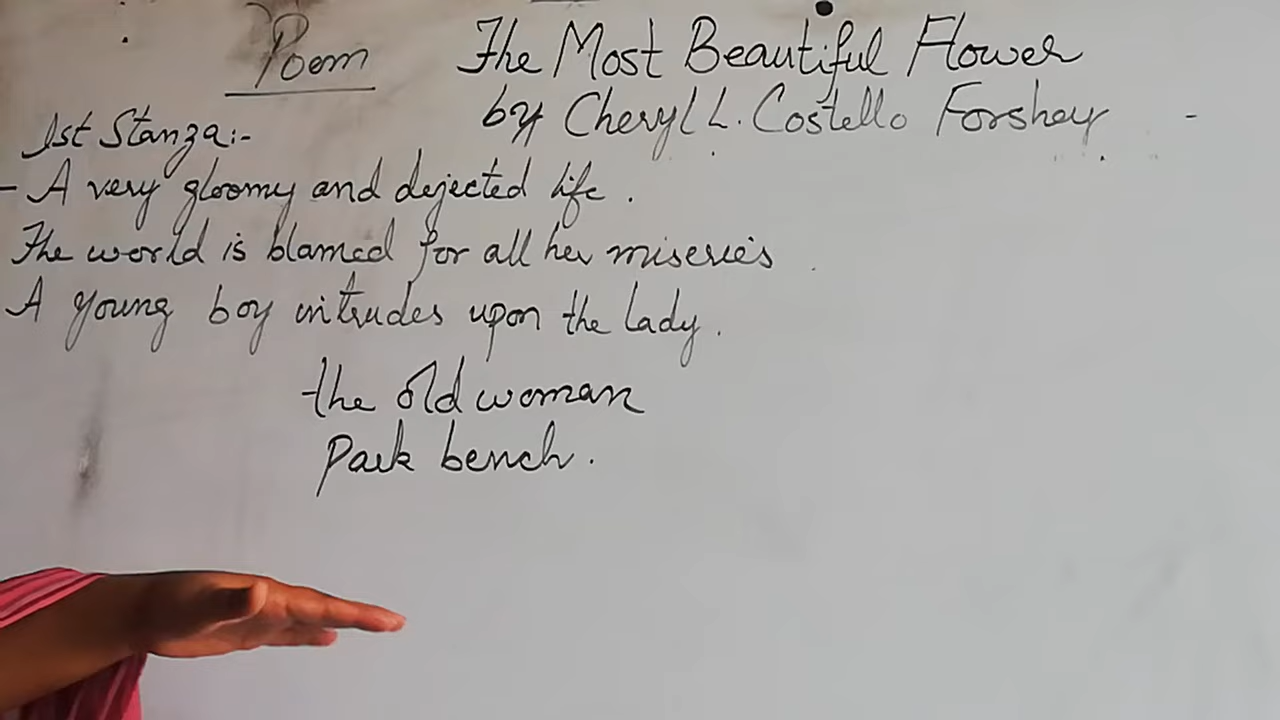 Poem
The Most Beautiful Flower
by Cheryl L. Costello Forshey -
1st Stanza:-
- A very gloomy and dejected life.
The world is blamed for all her miseries
A young boy intrudes upon the lady.
the old woman
Park bench.